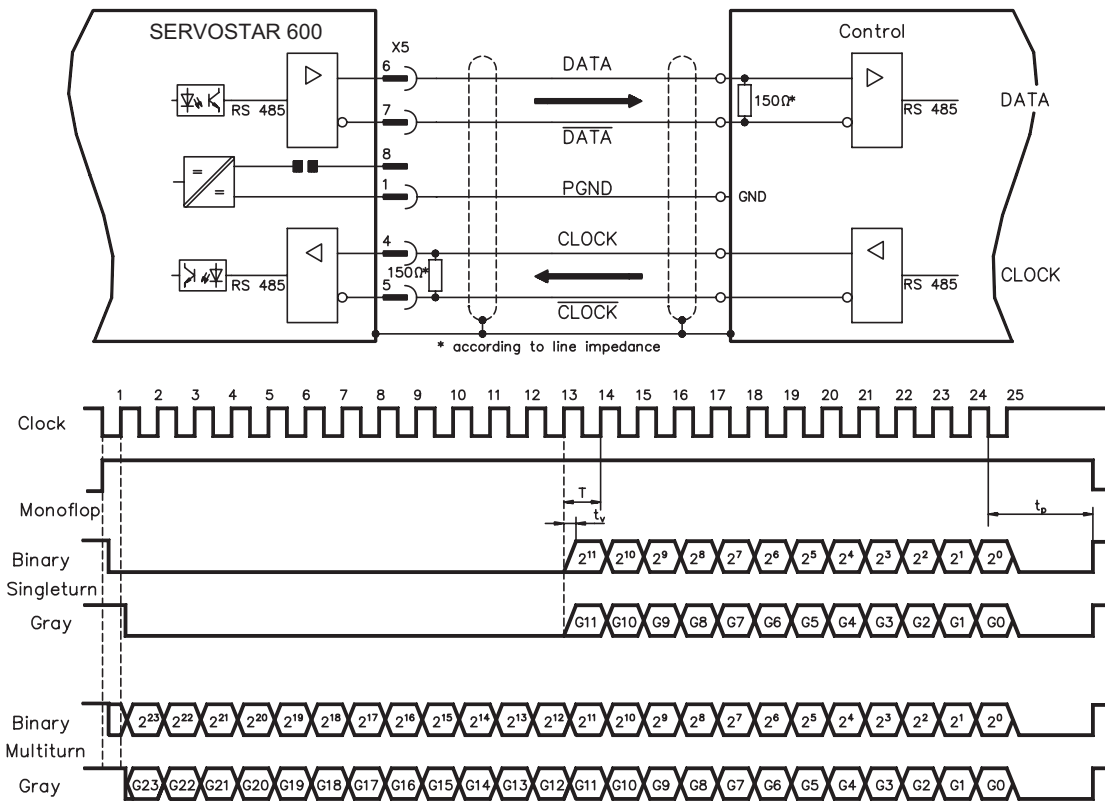 SERVOSTAR 600
X5
Control
6
DATA
150Ω*
DATA
RS 485
RS 485
7
DATA
8
=
=
1
PGND
GND
4
CLOCK
150Ω*
CLOCK
RS 485
RS 485
5
CLOCK
* according to line impedance
1 2 3 4 5 6 7 8 9 10 11 12 13 14 15 16 17 18 19 20 21 22 23 24 25
Clock
T
Monoflop
tv
tp
Binary
2¹¹ 2¹⁰ 2⁹ 2⁸ 2⁷ 2⁶ 2⁵ 2⁴ 2³ 2² 2¹ 2⁰
Singleturn
Gray
G11 G10 G9 G8 G7 G6 G5 G4 G3 G2 G1 G0
Binary
2²³ 2²² 2²¹ 2²⁰ 2¹⁹ 2¹⁸ 2¹⁷ 2¹⁶ 2¹⁵ 2¹⁴ 2¹³ 2¹² 2¹¹ 2¹⁰ 2⁹ 2⁸ 2⁷ 2⁶ 2⁵ 2⁴ 2³ 2² 2¹ 2⁰
Multiturn
Gray
G23 G22 G21 G20 G19 G18 G17 G16 G15 G14 G13 G12 G11 G10 G9 G8 G7 G6 G5 G4 G3 G2 G1 G0